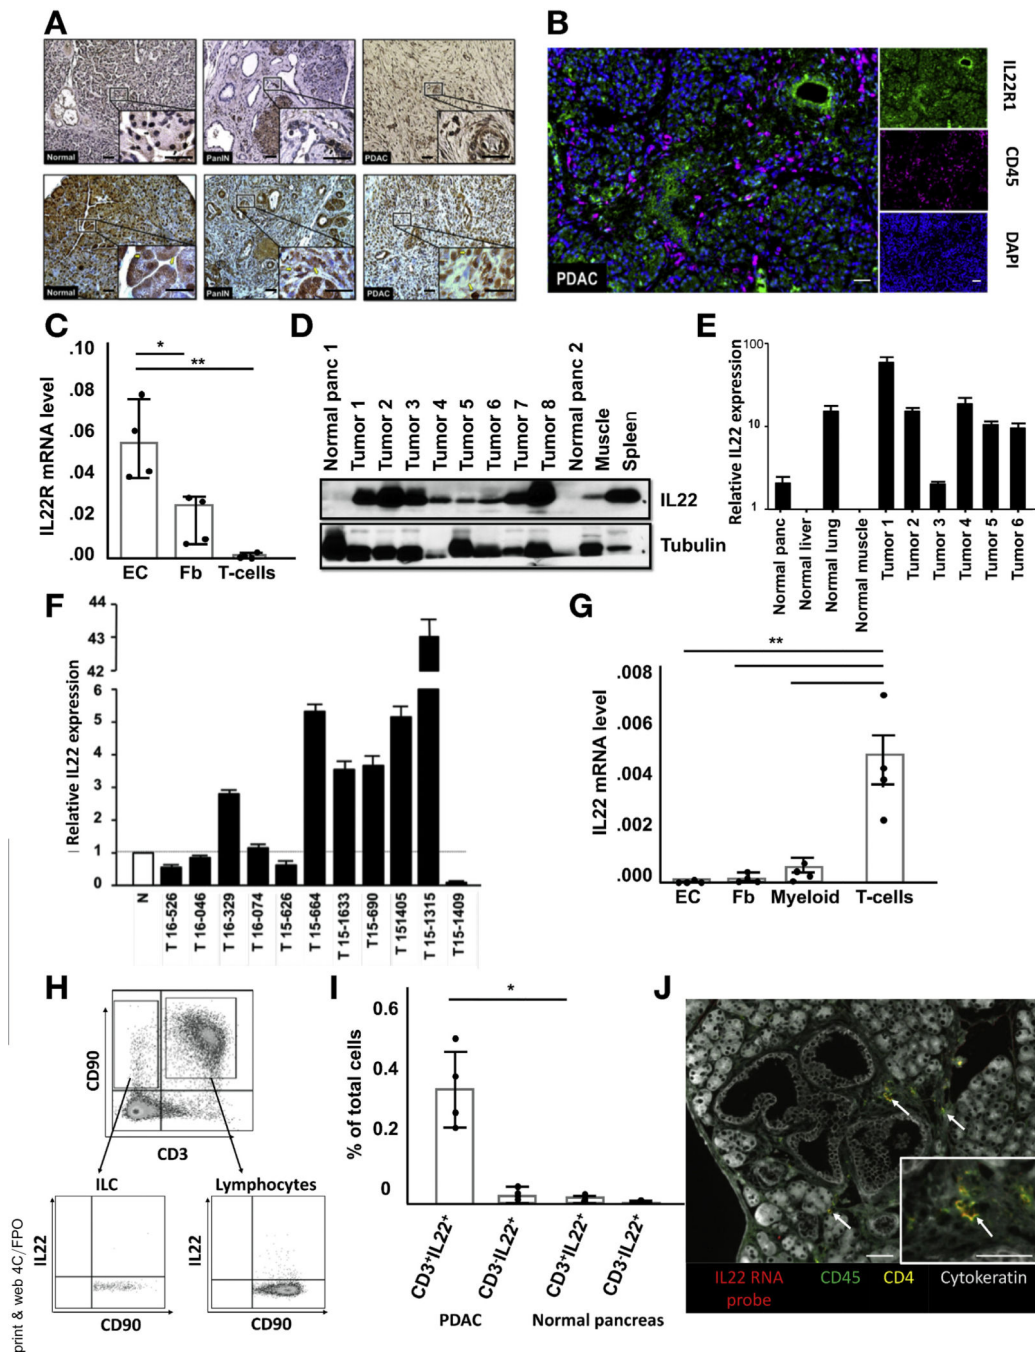 A
Normal
PanIN
PDAC
Normal
PanIN
PDAC
B
PDAC
IL22R1
CD45
DAPI
C
IL22R mRNA level
.10
.08
.06
.04
.02
.00
*
**
EC Fb T-cells
D
Normal panc 1
Tumor 1
Tumor 2
Tumor 3
Tumor 4
Tumor 5
Tumor 6
Tumor 7
Tumor 8
Normal panc 2
Muscle
Spleen
IL22
Tubulin
E
Relative IL22 expression
100
10
1
Normal panc
Normal liver
Normal lung
Normal muscle
Tumor 1
Tumor 2
Tumor 3
Tumor 4
Tumor 5
Tumor 6
F
Relative IL22 expression
44
43
42
6
5
4
3
2
1
0
N
T 16-526
T 16-046
T 16-329
T 16-074
T 15-626
T 15-664
T 15-1633
T15-690
T 151405
T 15-1315
T15-1409
G
IL22 mRNA level
.008
.006
.004
.002
.000
**
EC Fb Myeloid T-cells
H
CD90
CD3
ILC Lymphocytes
IL22
CD90
IL22
CD90
I
% of total cells
0.6
0.4
0.2
0
*
CD3⁺IL22⁺
CD3⁻IL22⁺
CD3⁺IL22⁺
CD3⁻IL22⁺
PDAC Normal pancreas
J
IL22 RNA probe
CD45
CD4
Cytokeratin
print & web 4C/FPO